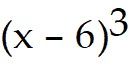 (x – 6)³